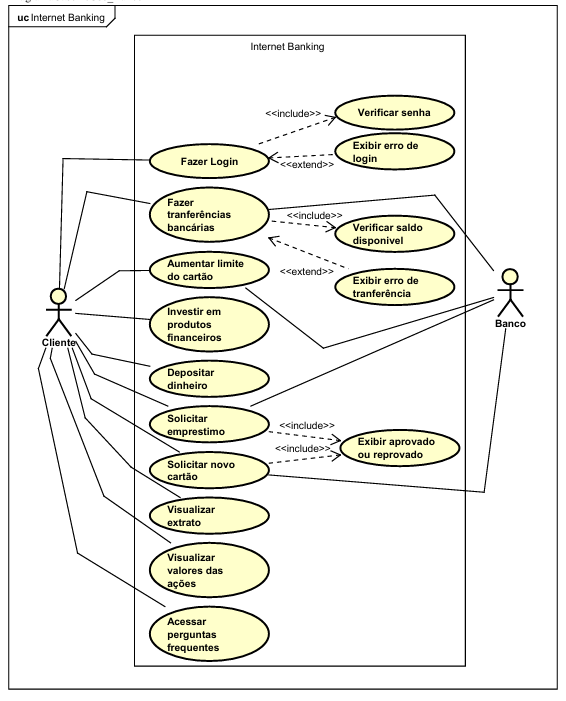 uc Internet Banking
Internet Banking
<<include>>
Verificar senha
Fazer Login
Exibir erro de
login
<<extend>>
Fazer
tranferências
bancárias
<<include>>
Verificar saldo
disponivel
Aumentar limite
do cartão
<<extend>>
Exibir erro de
tranferência
Investir em
produtos
financeiros
Cliente
Banco
Depositar
dinheiro
Solicitar
emprestimo
<<include>>
Exibir aprovado
ou reprovado
<<include>>
Solicitar novo
cartão
Visualizar
extrato
Visualizar
valores das
ações
Acessar
perguntas
frequentes